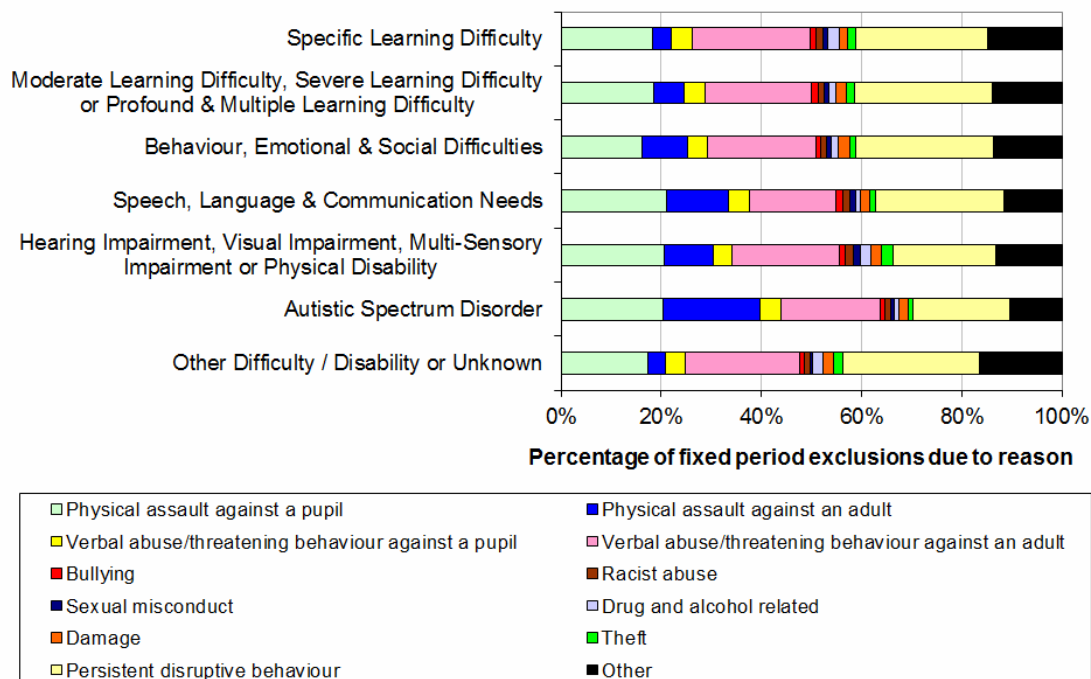 Specific Learning Difficulty
Moderate Learning Difficulty, Severe Learning Difficulty
or Profound & Multiple Learning Difficulty
Behaviour, Emotional & Social Difficulties
Speech, Language & Communication Needs
Hearing Impairment, Visual Impairment, Multi-Sensory
Impairment or Physical Disability
Autistic Spectrum Disorder
Other Difficulty / Disability or Unknown
0% 20% 40% 60% 80% 100%
Percentage of fixed period exclusions due to reason
Physical assault against a pupil Physical assault against an adult
Verbal abuse/threatening behaviour against a pupil Verbal abuse/threatening behaviour against an adult
Bullying Racist abuse
Sexual misconduct Drug and alcohol related
Damage Theft
Persistent disruptive behaviour Other